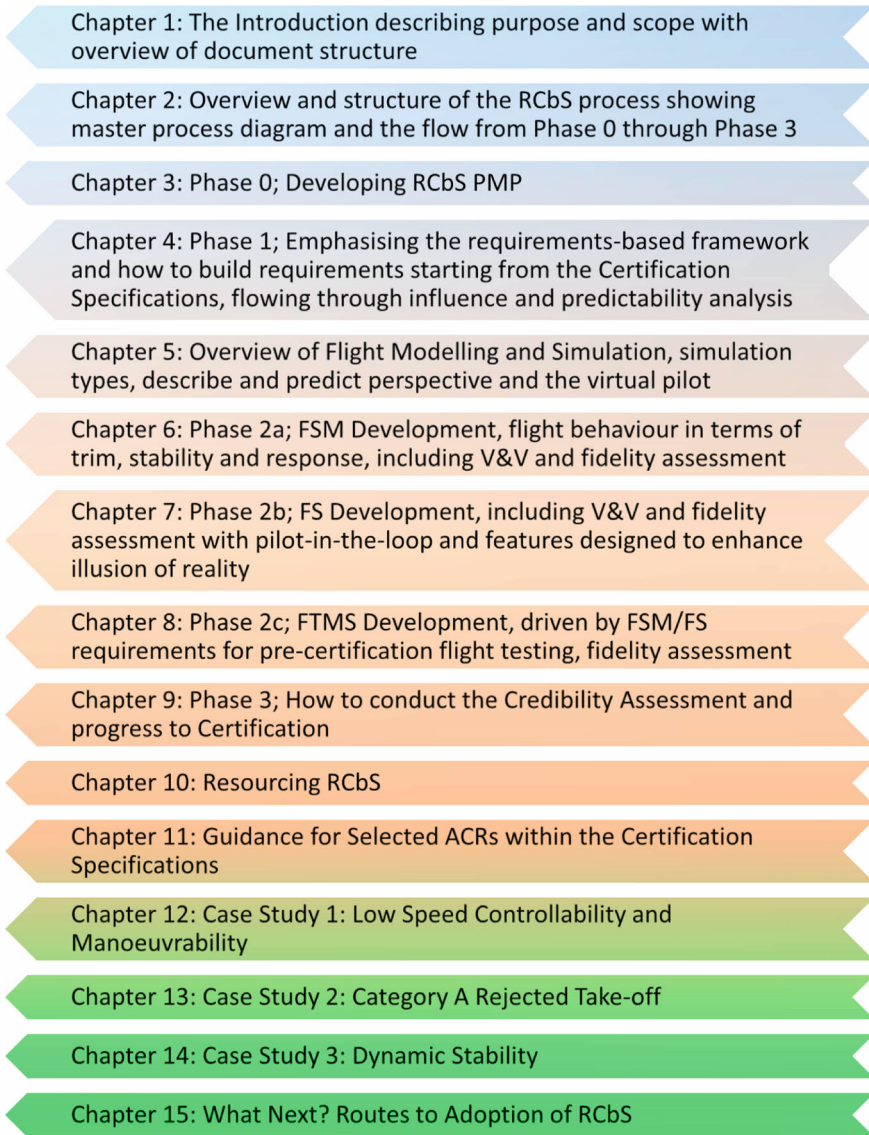 Chapter 1: The Introduction describing purpose and scope with
overview of document structure
Chapter 2: Overview and structure of the RCbS process showing
master process diagram and the flow from Phase 0 through Phase 3
Chapter 3: Phase 0; Developing RCbS PMP
Chapter 4: Phase 1; Emphasising the requirements-based framework
and how to build requirements starting from the Certification
Specifications, flowing through influence and predictability analysis
Chapter 5: Overview of Flight Modelling and Simulation, simulation
types, describe and predict perspective and the virtual pilot
Chapter 6: Phase 2a; FSM Development, flight behaviour in terms of
trim, stability and response, including V&V and fidelity assessment
Chapter 7: Phase 2b; FS Development, including V&V and fidelity
assessment with pilot-in-the-loop and features designed to enhance
illusion of reality
Chapter 8: Phase 2c; FTMS Development, driven by FSM/FS
requirements for pre-certification flight testing, fidelity assessment
Chapter 9: Phase 3; How to conduct the Credibility Assessment and
progress to Certification
Chapter 10: Resourcing RCbS
Chapter 11: Guidance for Selected ACRs within the Certification
Specifications
Chapter 12: Case Study 1: Low Speed Controllability and
Manoeuvrability
Chapter 13: Case Study 2: Category A Rejected Take-off
Chapter 14: Case Study 3: Dynamic Stability
Chapter 15: What Next? Routes to Adoption of RCbS